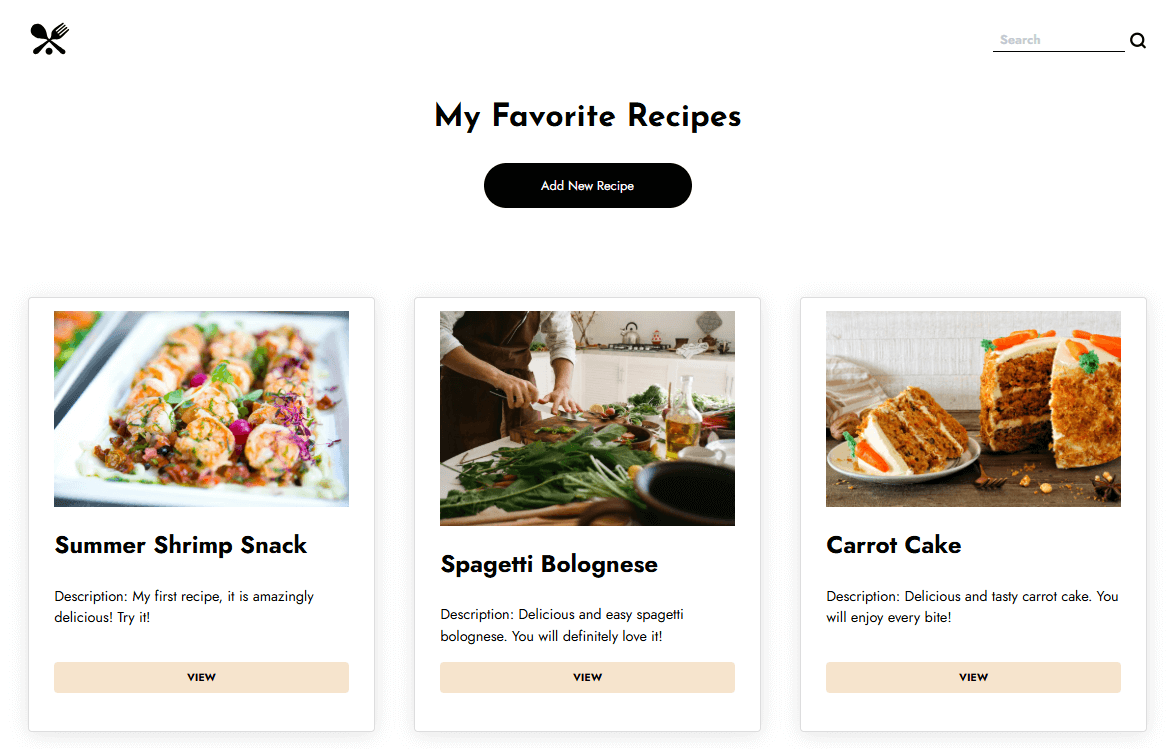 Search
My Favorite Recipes
Add New Recipe
Summer Shrimp Snack
Description: My first recipe, it is amazingly
delicious! Try it!
VIEW
Spagetti Bolognese
Description: Delicious and easy spagetti
bolognese. You will definitely love it!
VIEW
Carrot Cake
Description: Delicious and tasty carrot cake. You
will enjoy every bite!
VIEW